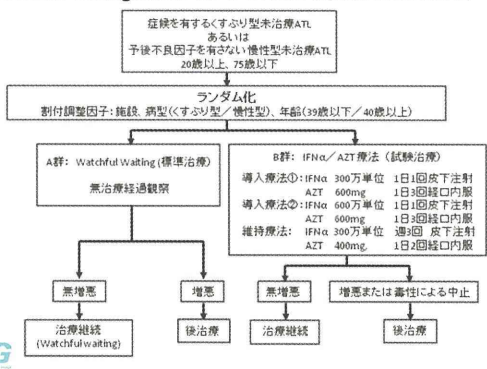 症候を有するくすぶり型未治療ATL
あるいは
予後不良因子を有さない慢性型未治療ATL
20歳以上、75歳以下
ランダム化
割付調整因子:施設、病型(くすぶり型/慢性型)、年齢(39歳以下/40歳以上)
A群: Watchful Waiting (標準治療)
無治療経過観察
B群: IFNα/AZT療法 (試験治療)
導入療法①:IFNα 300万単位 1日1回皮下注射
AZT 600mg 1日3回経口内服
導入療法②:IFNα 600万単位 1日1回皮下注射
AZT 600mg 1日3回経口内服
維持療法: IFNα 300万単位 週3回 皮下注射
AZT 400mg, 1日2回経口内服
無増悪
増悪
無増悪
増悪または毒性による中止
治療継続
(Watchful waiting)
後治療
治療継続
後治療
G